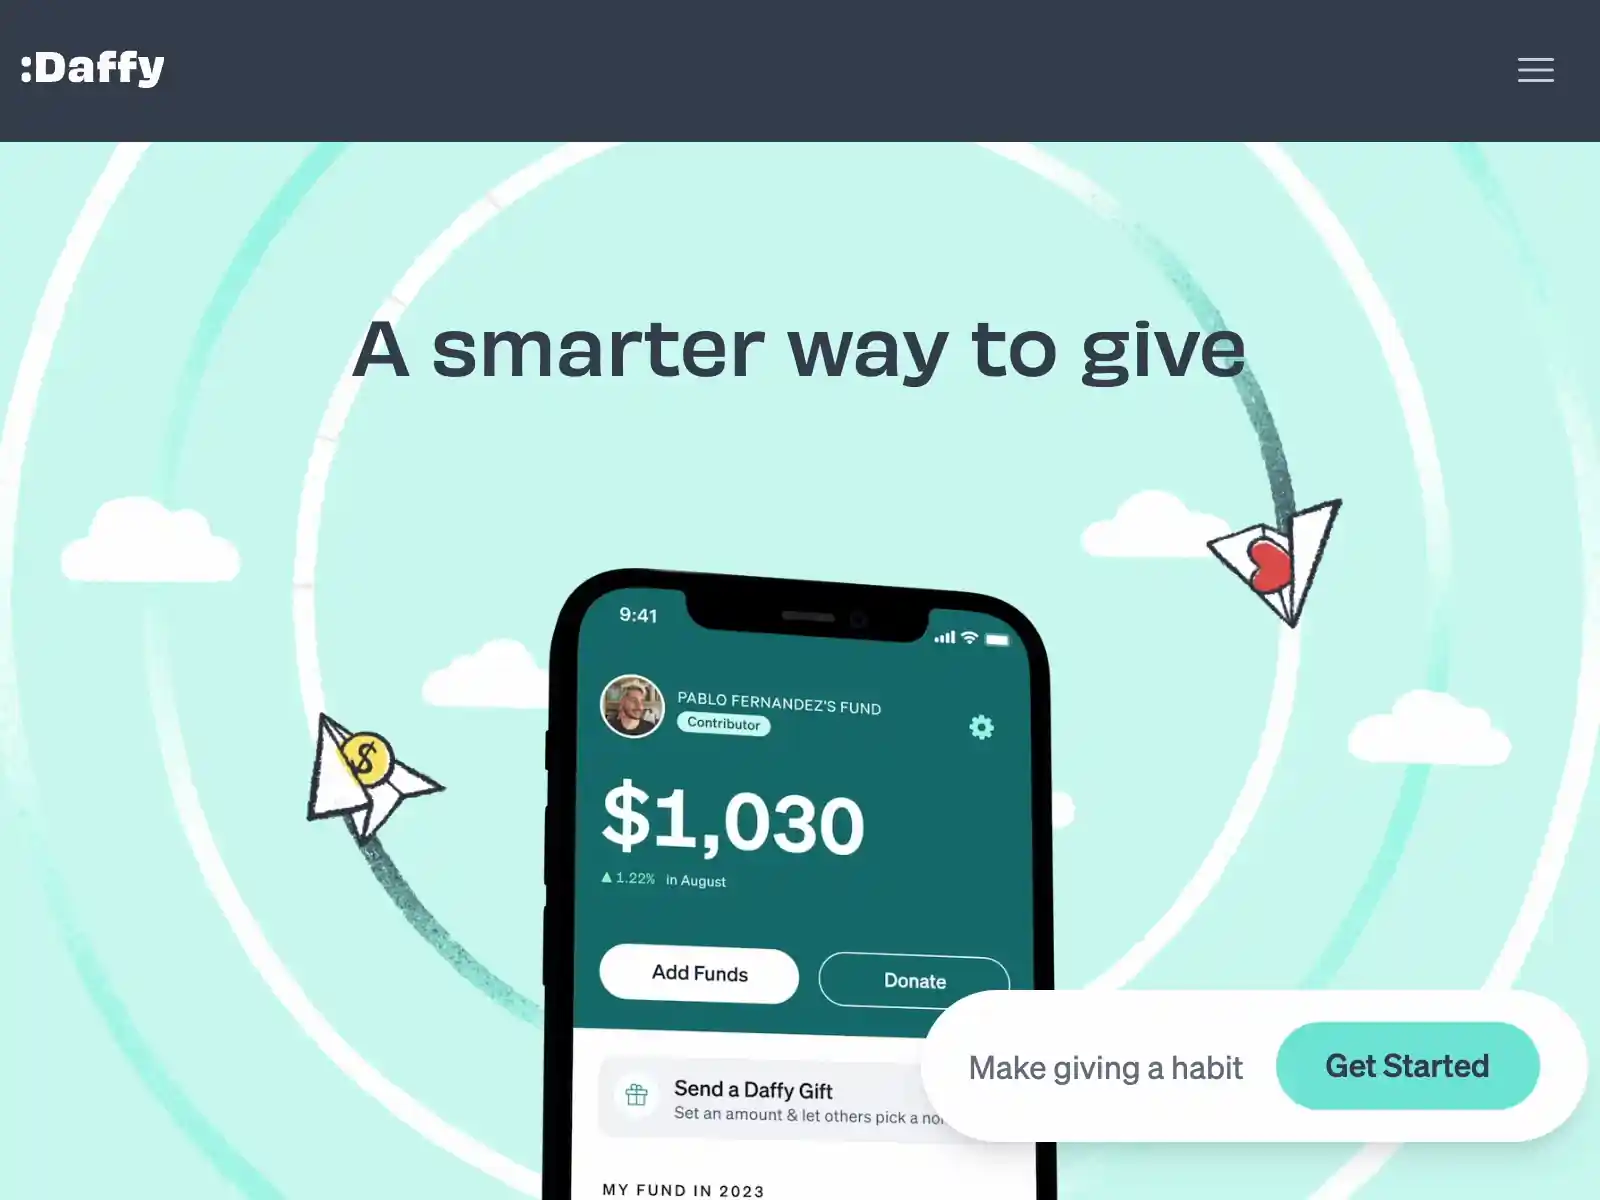 :Daffy
A smarter way to give
9:41
PABLO FERNANDEZ'S FUND
Contributor
$1,030
▲ 1.22% in August
Add Funds
Donate
Send a Daffy Gift
Set an amount & let others pick a
MY FUND IN 2023
Make giving a habit
Get Started